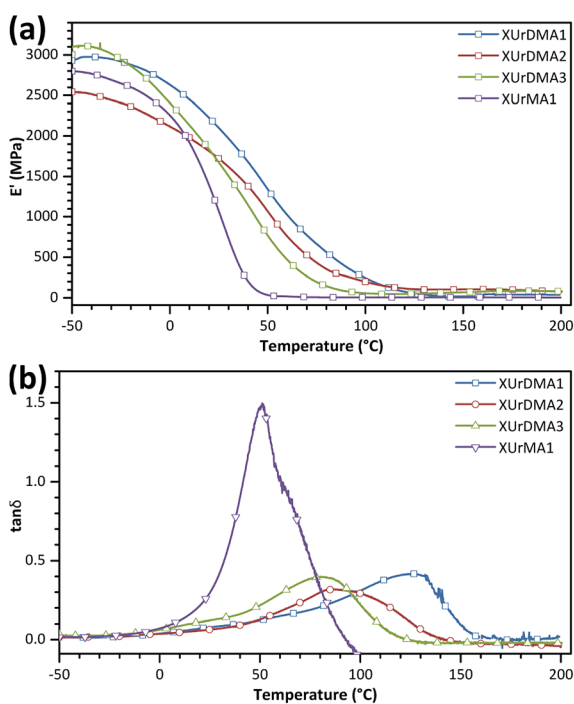 (a)
XUrDMA1
XUrDMA2
XUrDMA3
XUrMA1
3000
2500
2000
1500
1000
500
0
E' (MPa)
-50 0 50 100 150 200
Temperature (°C)
(b)
XUrDMA1
XUrDMA2
XUrDMA3
XUrMA1
1.5
1.0
0.5
0.0
tanδ
-50 0 50 100 150 200
Temperature (°C)